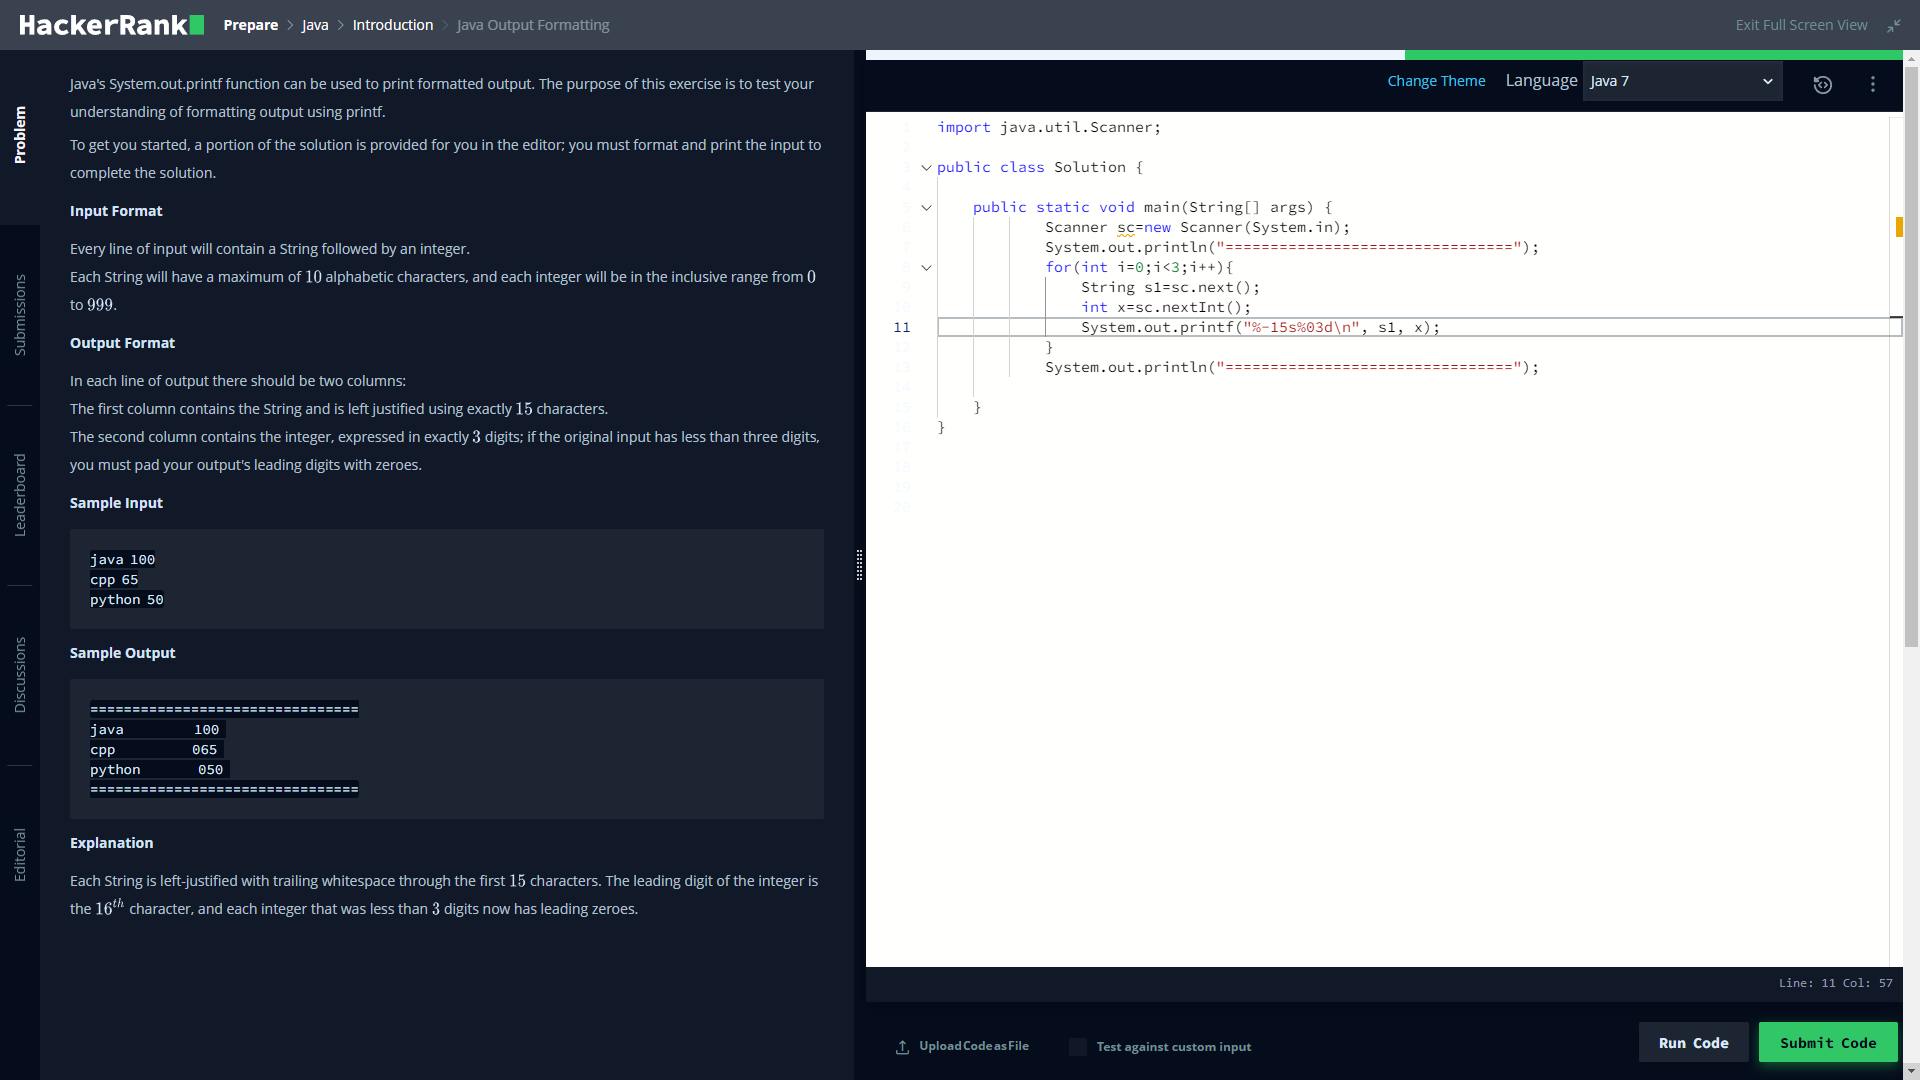 HackerRank Prepare > Java > Introduction > Java Output Formatting
Exit Full Screen View
Problem
Submissions
Leaderboard
Discussions
Editorial
Java's System.out.printf function can be used to print formatted output. The purpose of this exercise is to test your
understanding of formatting output using printf.
To get you started, a portion of the solution is provided for you in the editor; you must format and print the input to
complete the solution.
Input Format
Every line of input will contain a String followed by an integer.
Each String will have a maximum of 10 alphabetic characters, and each integer will be in the inclusive range from 0
to 999.
Output Format
In each line of output there should be two columns:
The first column contains the String and is left justified using exactly 15 characters.
The second column contains the integer, expressed in exactly 3 digits; if the original input has less than three digits,
you must pad your output's leading digits with zeroes.
Sample Input
java 100
cpp 65
python 50
Sample Output
================================
java           100
cpp            065
python         050
================================
Explanation
Each String is left-justified with trailing whitespace through the first 15 characters. The leading digit of the integer is
the 16th character, and each integer that was less than 3 digits now has leading zeroes.
Change Theme Language Java 7
1 import java.util.Scanner;
2
3 public class Solution {
4
5     public static void main(String[] args) {
6             Scanner sc=new Scanner(System.in);
7             System.out.println("================================");
8             for(int i=0;i<3;i++){
9                 String s1=sc.next();
10                 int x=sc.nextInt();
11                 System.out.printf("%-15s%03d\n", s1, x);
12             }
13             System.out.println("================================");
14
15     }
16 }
17
18
19
20
Line: 11 Col: 57
Upload Code as File
Test against custom input
Run Code
Submit Code